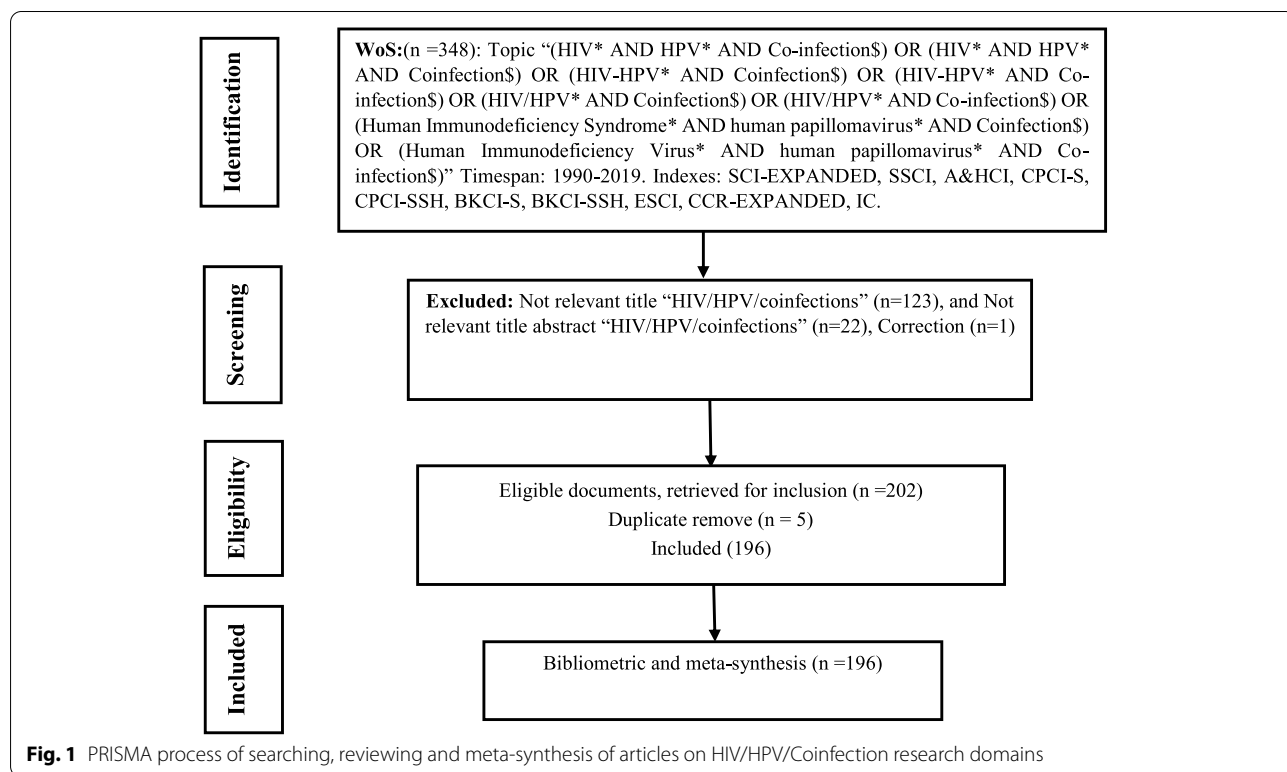 Identification
WoS:(n =348): Topic “(HIV* AND HPV* AND Co-infection$) OR (HIV* AND HPV*
AND Coinfection$) OR (HIV-HPV* AND Coinfection$) OR (HIV-HPV* AND Co-
infection$) OR (HIV/HPV* AND Coinfection$) OR (HIV/HPV* AND Co-infection$) OR
(Human Immunodeficiency Syndrome* AND human papillomavirus* AND Coinfection$)
OR (Human Immunodeficiency Virus* AND human papillomavirus* AND Co-
infection$)” Timespan: 1990-2019. Indexes: SCI-EXPANDED, SSCI, A&HCI, CPCI-S,
CPCI-SSH, BKCI-S, BKCI-SSH, ESCI, CCR-EXPANDED, IC.
Screening
Excluded: Not relevant title “HIV/HPV/coinfections” (n=123), and Not
relevant title abstract “HIV/HPV/coinfections” (n=22), Correction (n=1)
Eligibility
Eligible documents, retrieved for inclusion (n =202)
Duplicate remove (n = 5)
Included (196)
Included
Bibliometric and meta-synthesis (n =196)
Fig. 1 PRISMA process of searching, reviewing and meta-synthesis of articles on HIV/HPV/Coinfection research domains